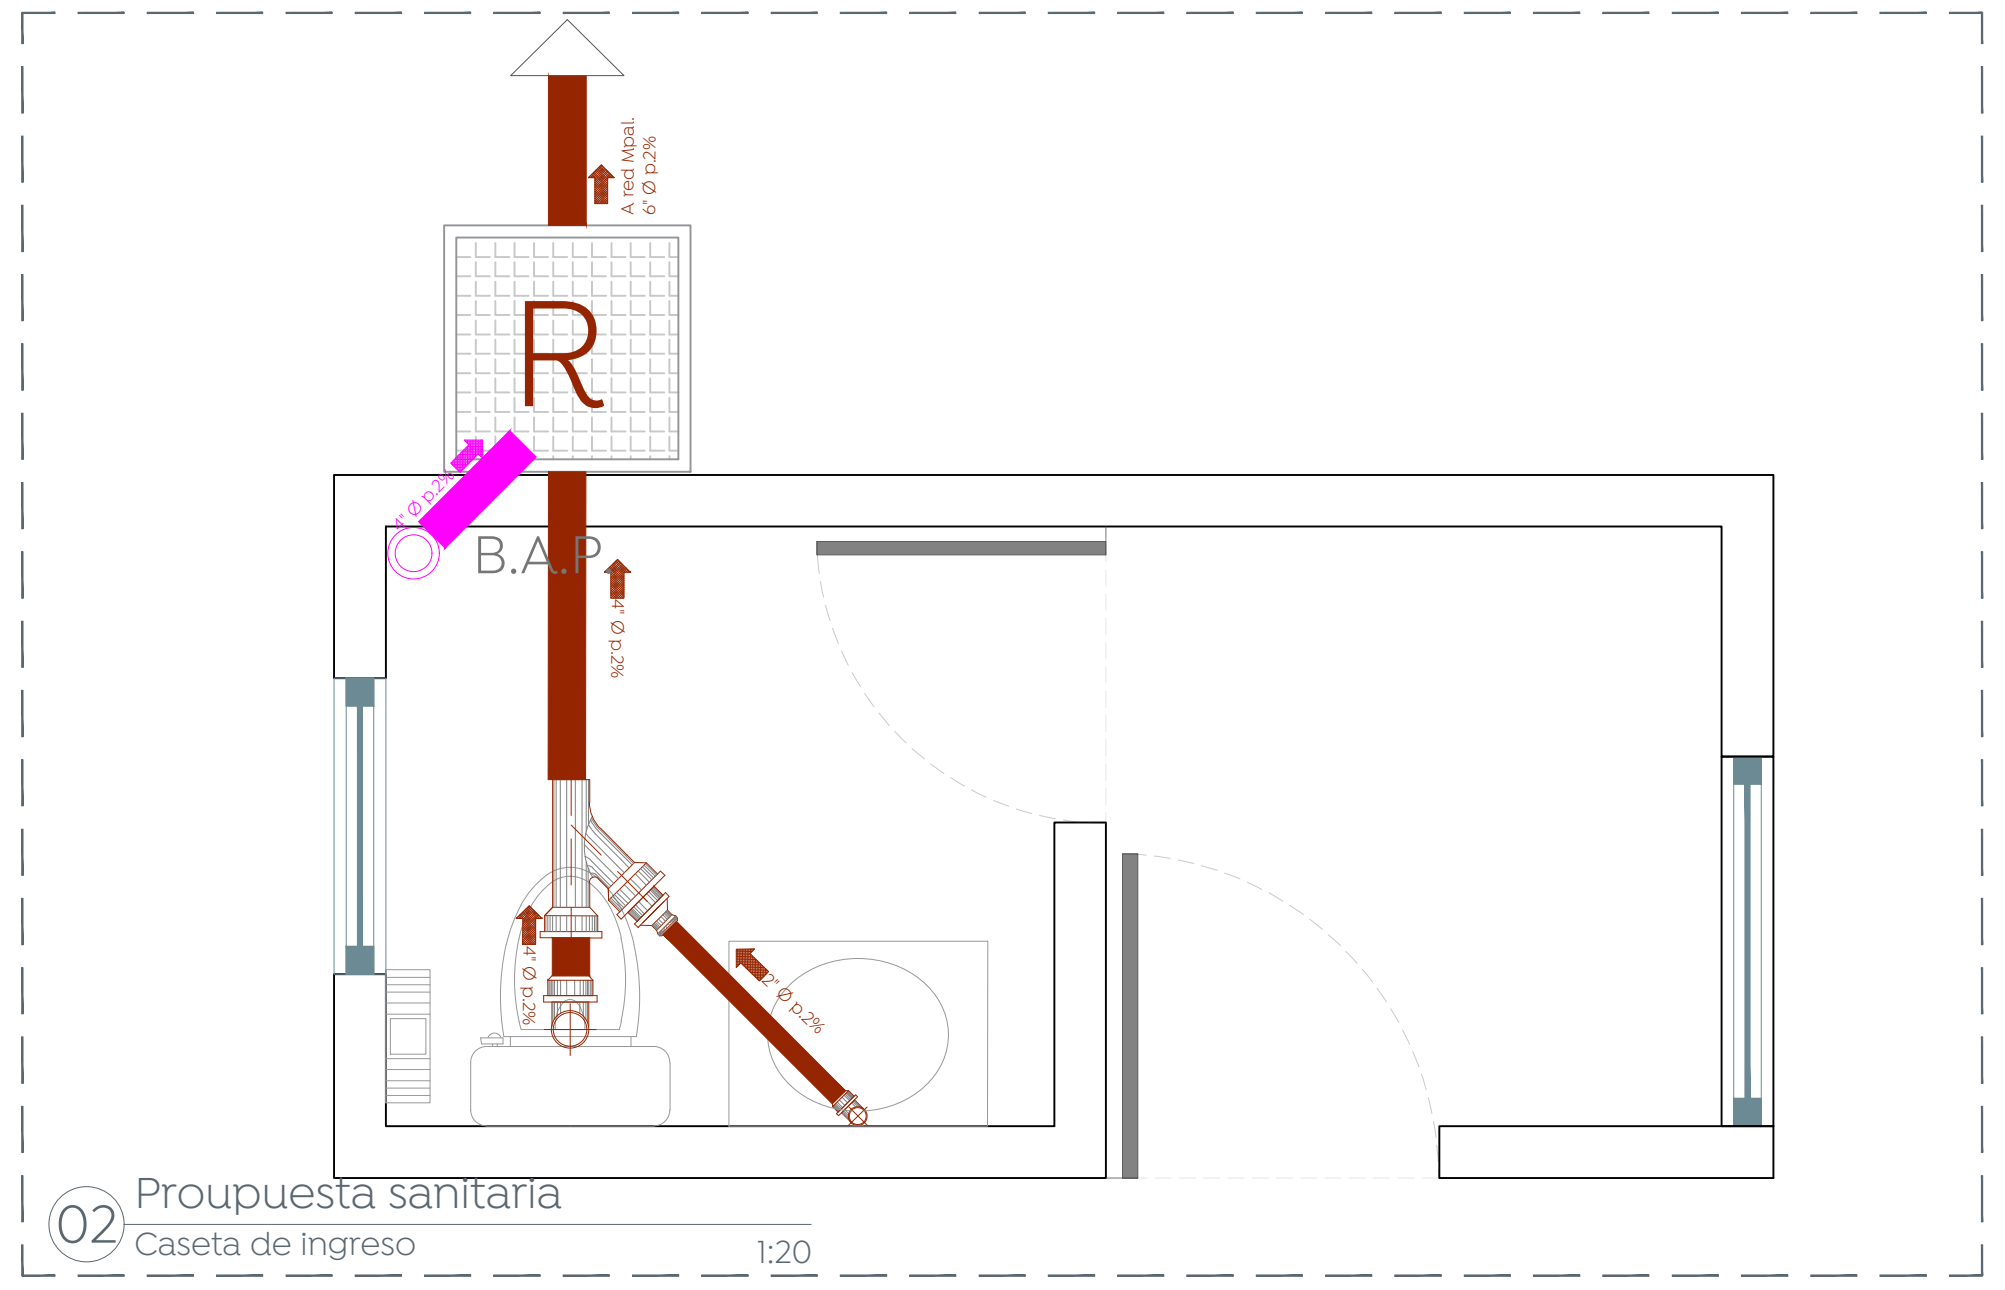 A red Mpal.
6" Ø p.2%
R
4" Ø p.2%
B.A.P
4" Ø p.2%
4" Ø p.2%
2" Ø p.2%
02
Proupuesta sanitaria
Caseta de ingreso
1:20